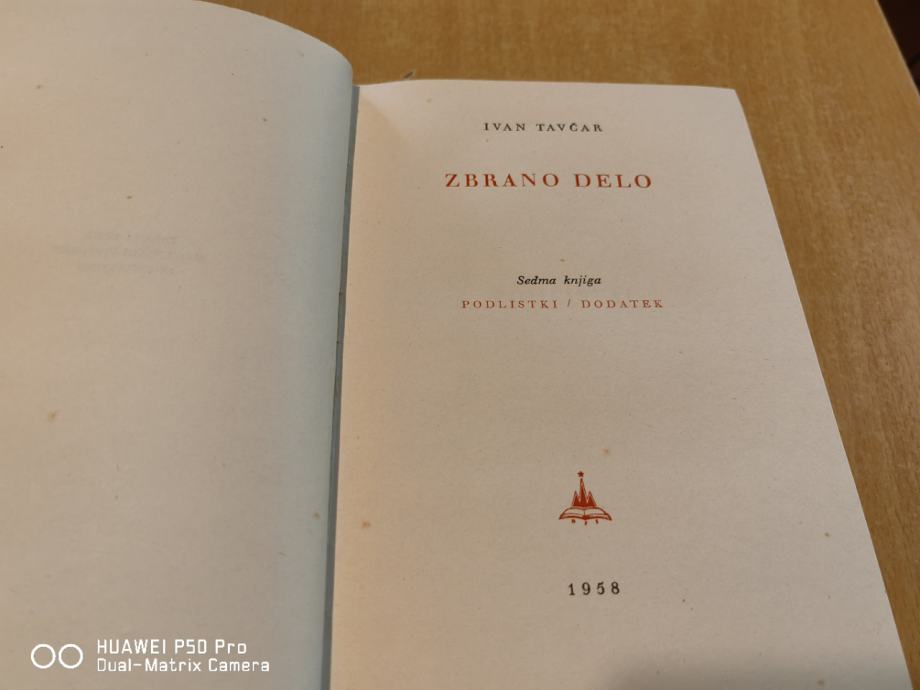 IVAN TAVČAR
ZBRANO DELO
Sedma knjiga
PODLISTKI / DODATEK
1958
HUAWEI P50 Pro
Dual-Matrix Camera